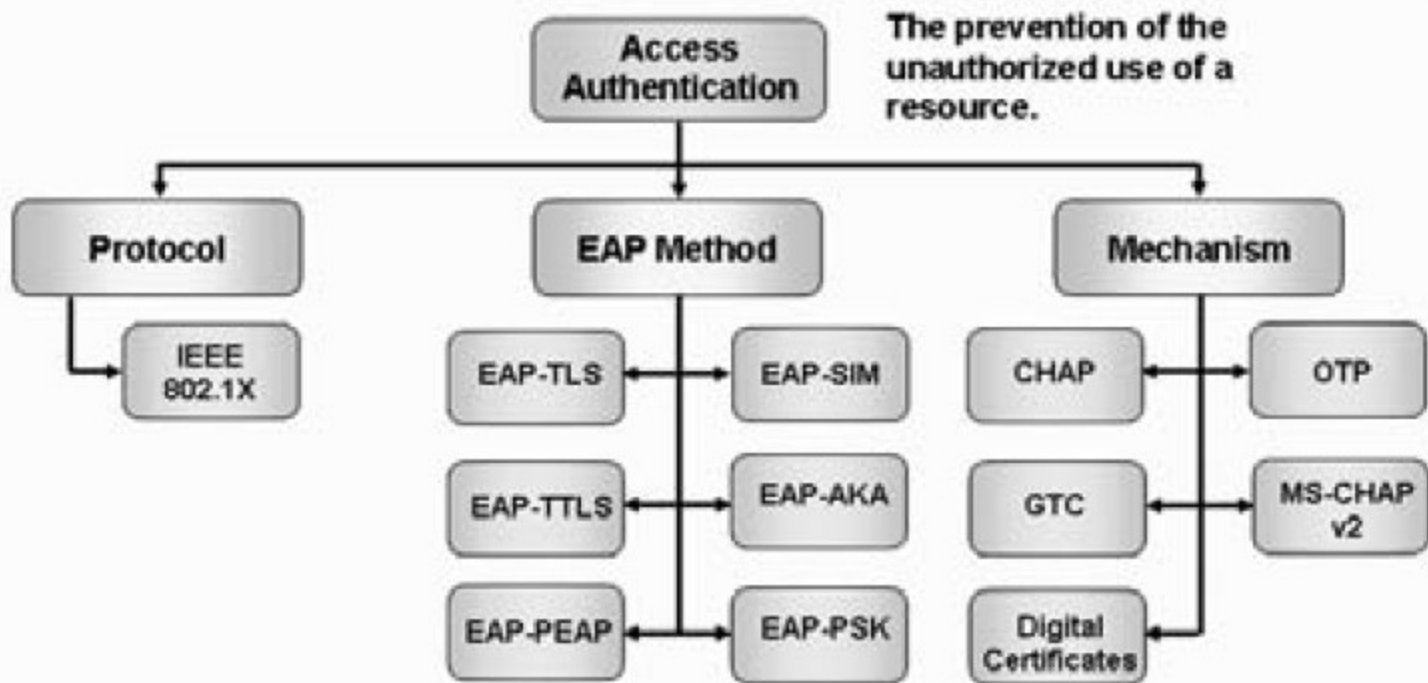 Access
Authentication
The prevention of the
unauthorized use of a
resource.
Protocol
EAP Method
Mechanism
IEEE
802.1X
EAP-TLS
EAP-SIM
CHAP
OTP
EAP-TTLS
EAP-AKA
GTC
MS-CHAP
v2
EAP-PEAP
EAP-PSK
Digital
Certificates